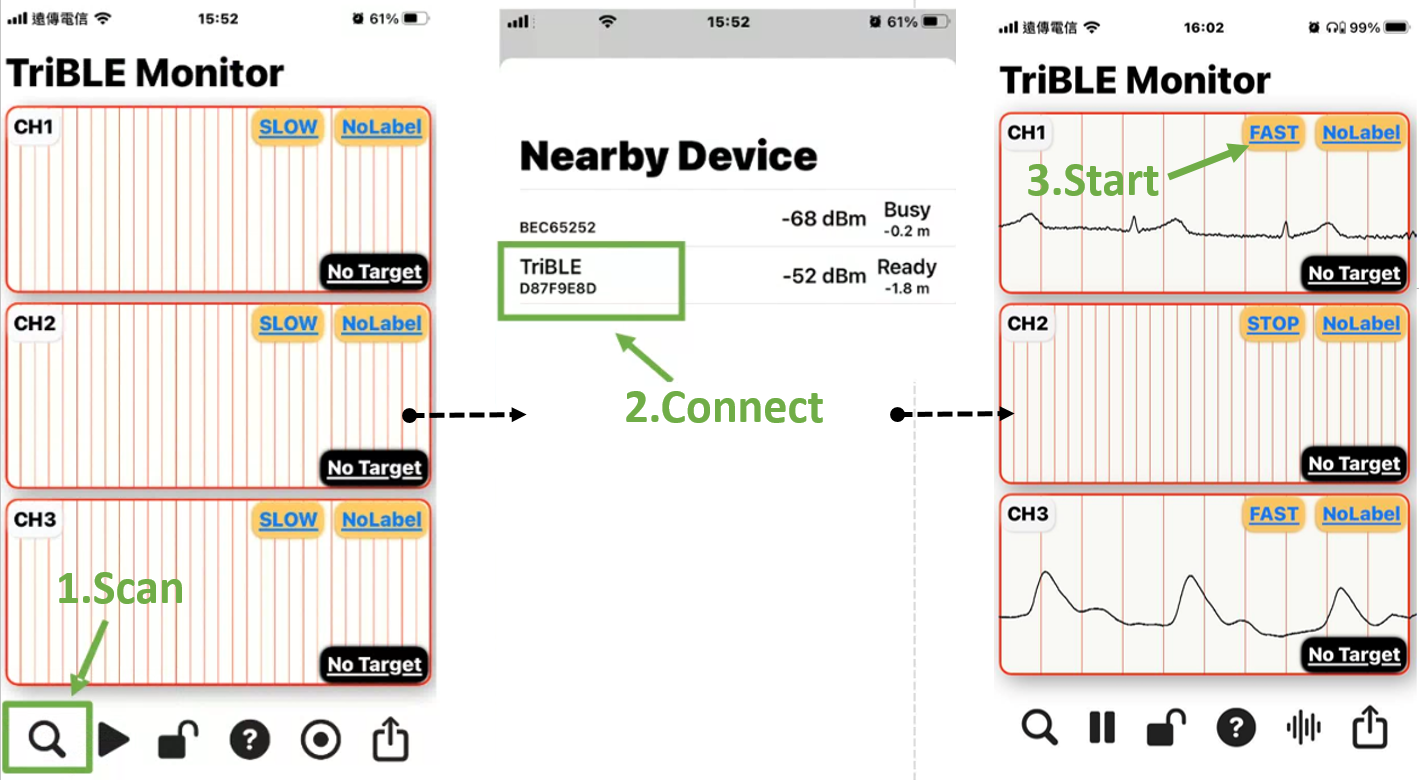 遠傳電信 15:52 61%
TriBLE Monitor
CH1 SLOW NoLabel
No Target
CH2 SLOW NoLabel
No Target
CH3 SLOW NoLabel
1.Scan
No Target
?
15:52 61%
Nearby Device
BEC65252 -68 dBm Busy
-0.2 m
TriBLE -52 dBm Ready
D87F9E8D -1.8 m
2.Connect
遠傳電信 16:02 99%
TriBLE Monitor
CH1 FAST NoLabel
3.Start
No Target
CH2 STOP NoLabel
No Target
CH3 FAST NoLabel
No Target
?